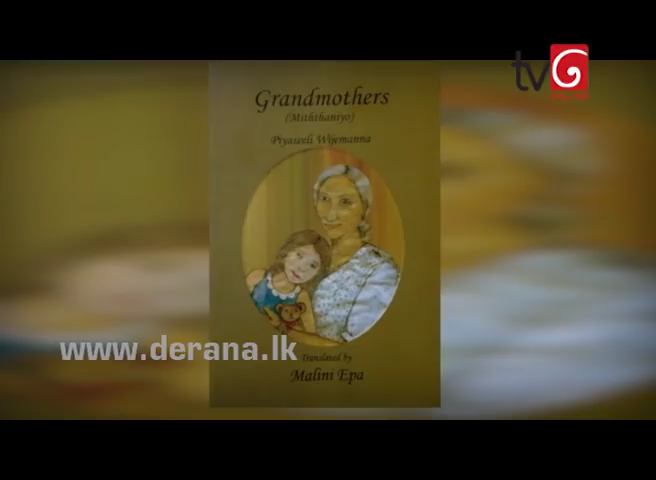 tv
Grandmothers
(Miththaniyo)
Piyaseeli Wijemanna
www.derana.lk
Translated by
Malini Epa